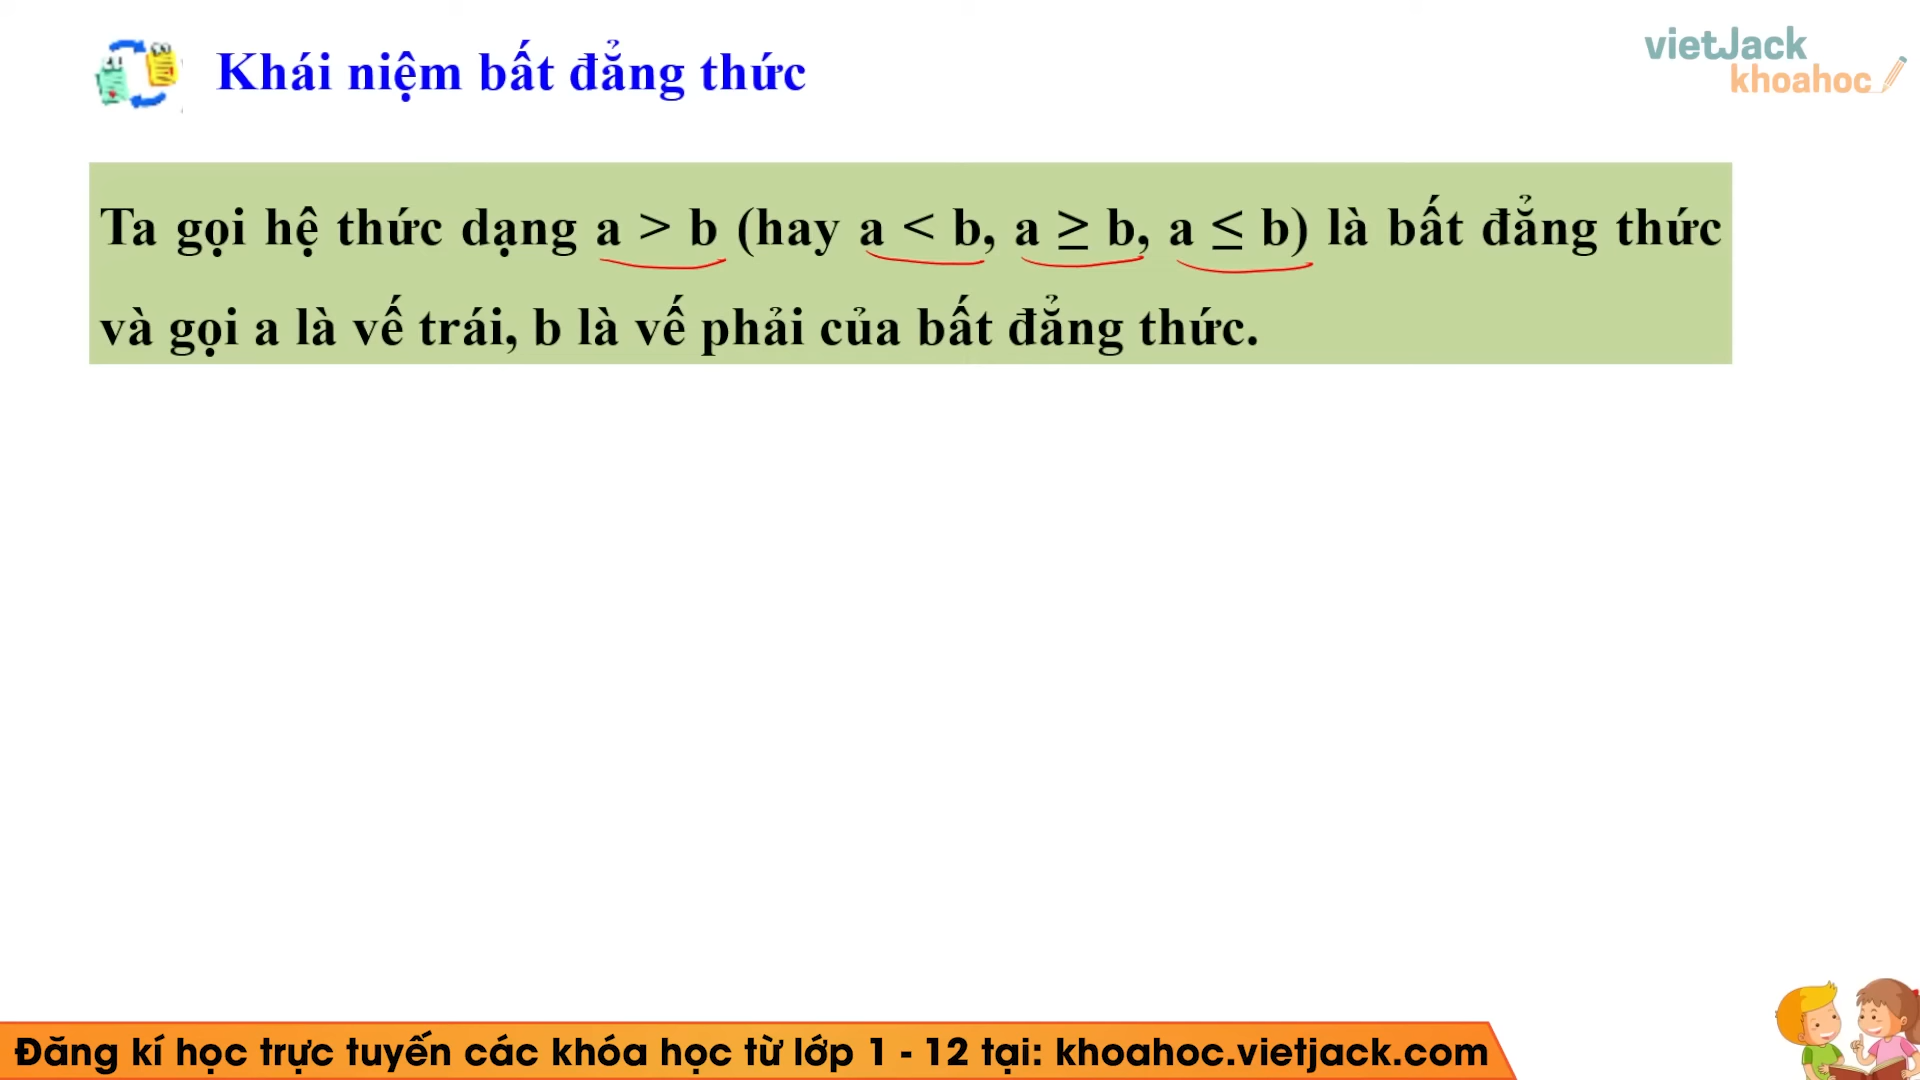 Khái niệm bất đẳng thức
vietJack
khoahoc
Ta gọi hệ thức dạng a > b (hay a < b, a ≥ b, a ≤ b) là bất đẳng thức
và gọi a là vế trái, b là vế phải của bất đẳng thức.
Đăng kí học trực tuyến các khóa học từ lớp 1 - 12 tại: khoahoc.vietjack.com